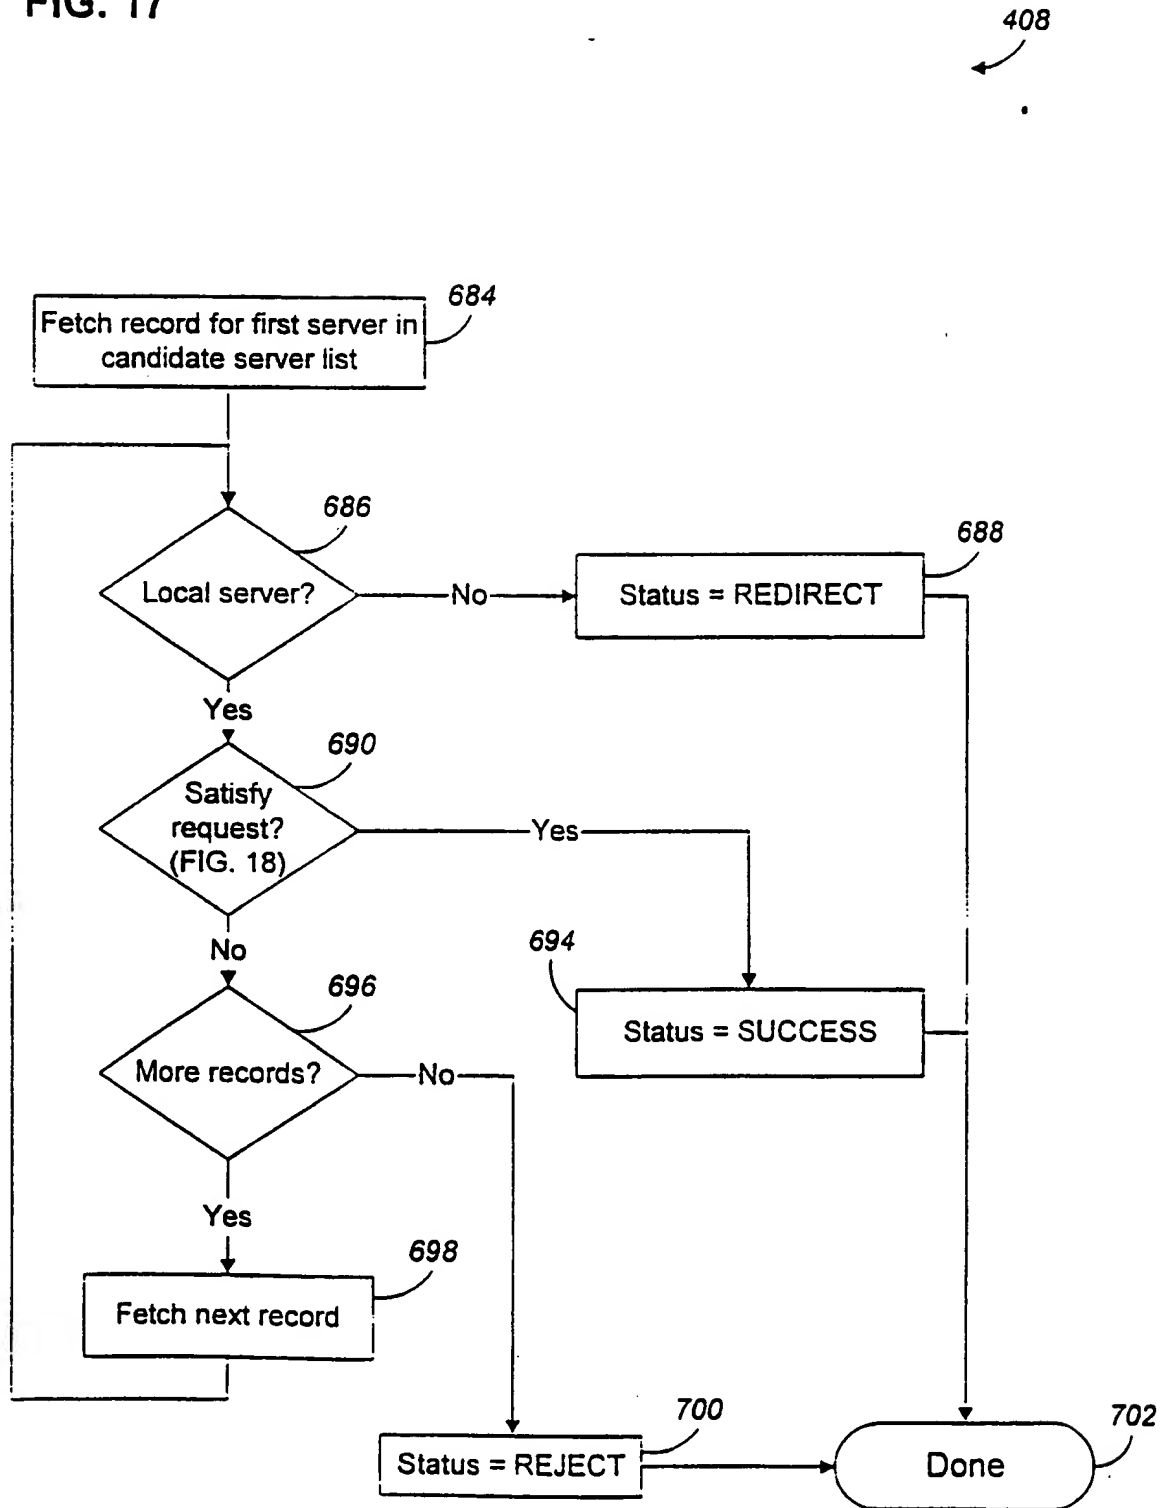 FIG. 17
408
684
Fetch record for first server in
candidate server list
686
Local server?
No
688
Status = REDIRECT
Yes
690
Satisfy
request?
(FIG. 18)
Yes
No
694
Status = SUCCESS
696
More records?
No
Yes
698
Fetch next record
700
Status = REJECT
702
Done